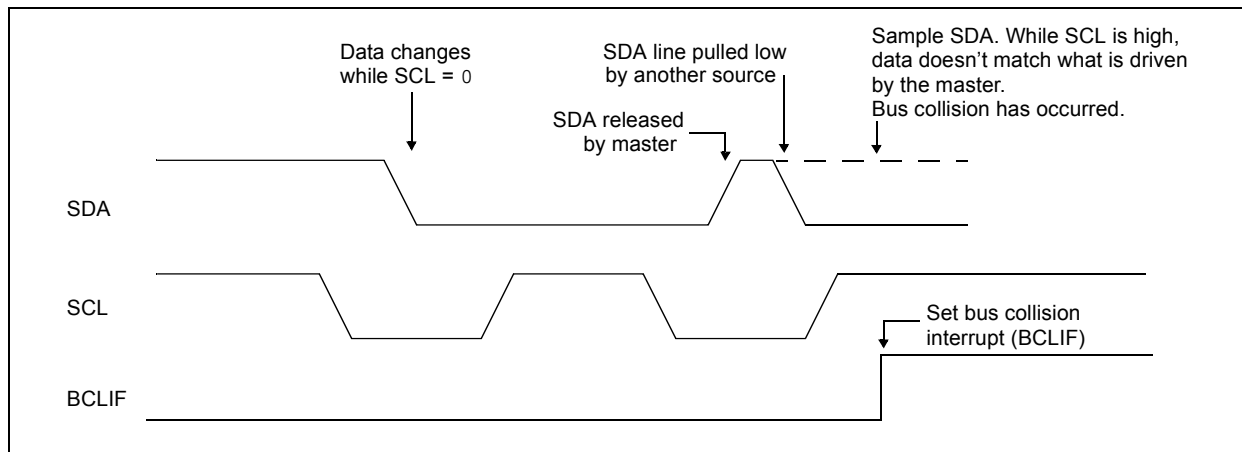 Data changes
while SCL = 0
SDA line pulled low
by another source
Sample SDA. While SCL is high,
data doesn't match what is driven
by the master.
Bus collision has occurred.
SDA released
by master
SDA
SCL
Set bus collision
interrupt (BCLIF)
BCLIF